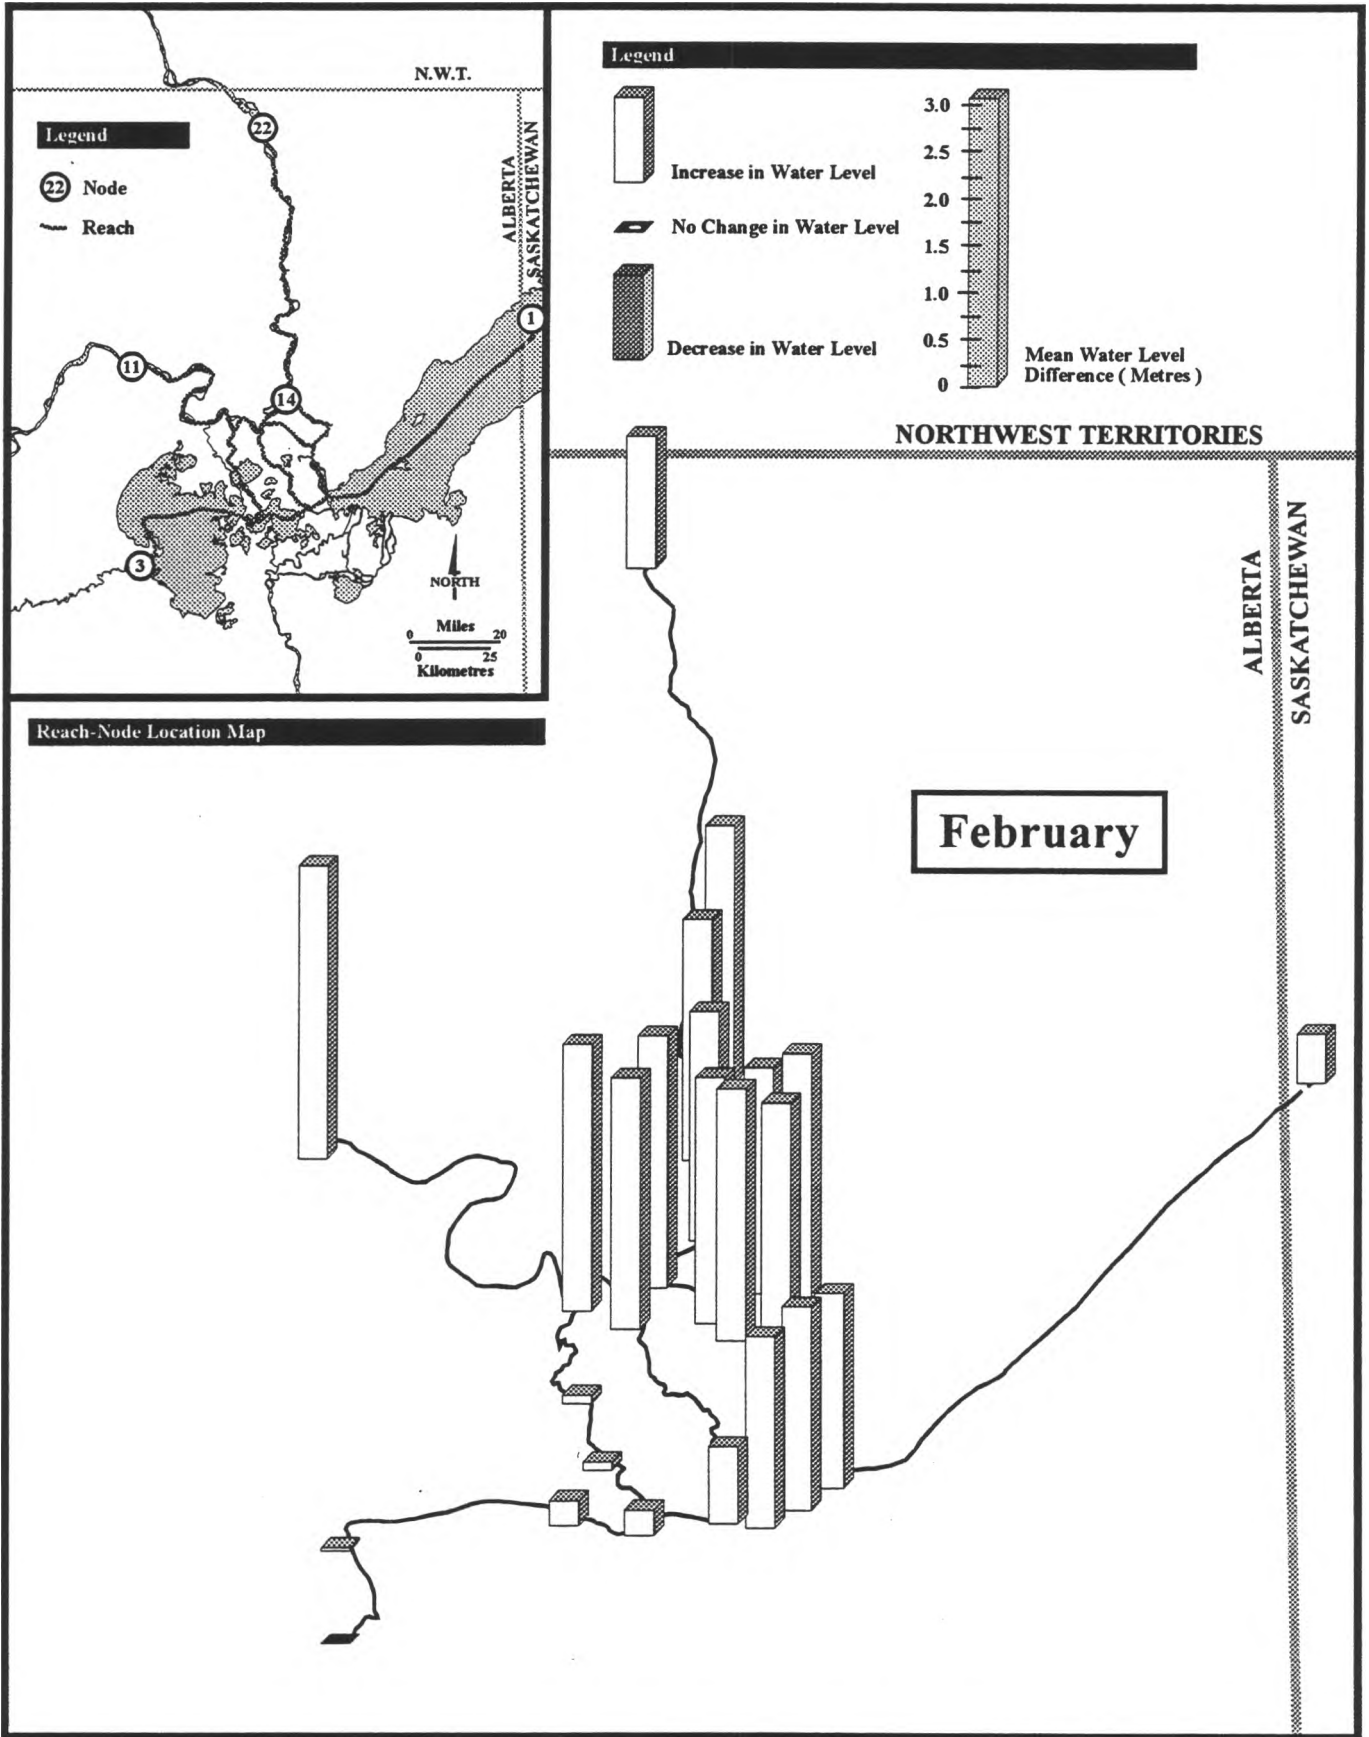 N.W.T.
Legend
22
22 Node
Reach
ALBERTA
SASKATCHEWAN
1
11
14
3
NORTH
Miles
0 20
0 25
Kilometres
Reach-Node Location Map
Legend
Increase in Water Level
No Change in Water Level
Decrease in Water Level
3.0
2.5
2.0
1.5
1.0
0.5
0
Mean Water Level
Difference ( Metres )
NORTHWEST TERRITORIES
ALBERTA
SASKATCHEWAN
February